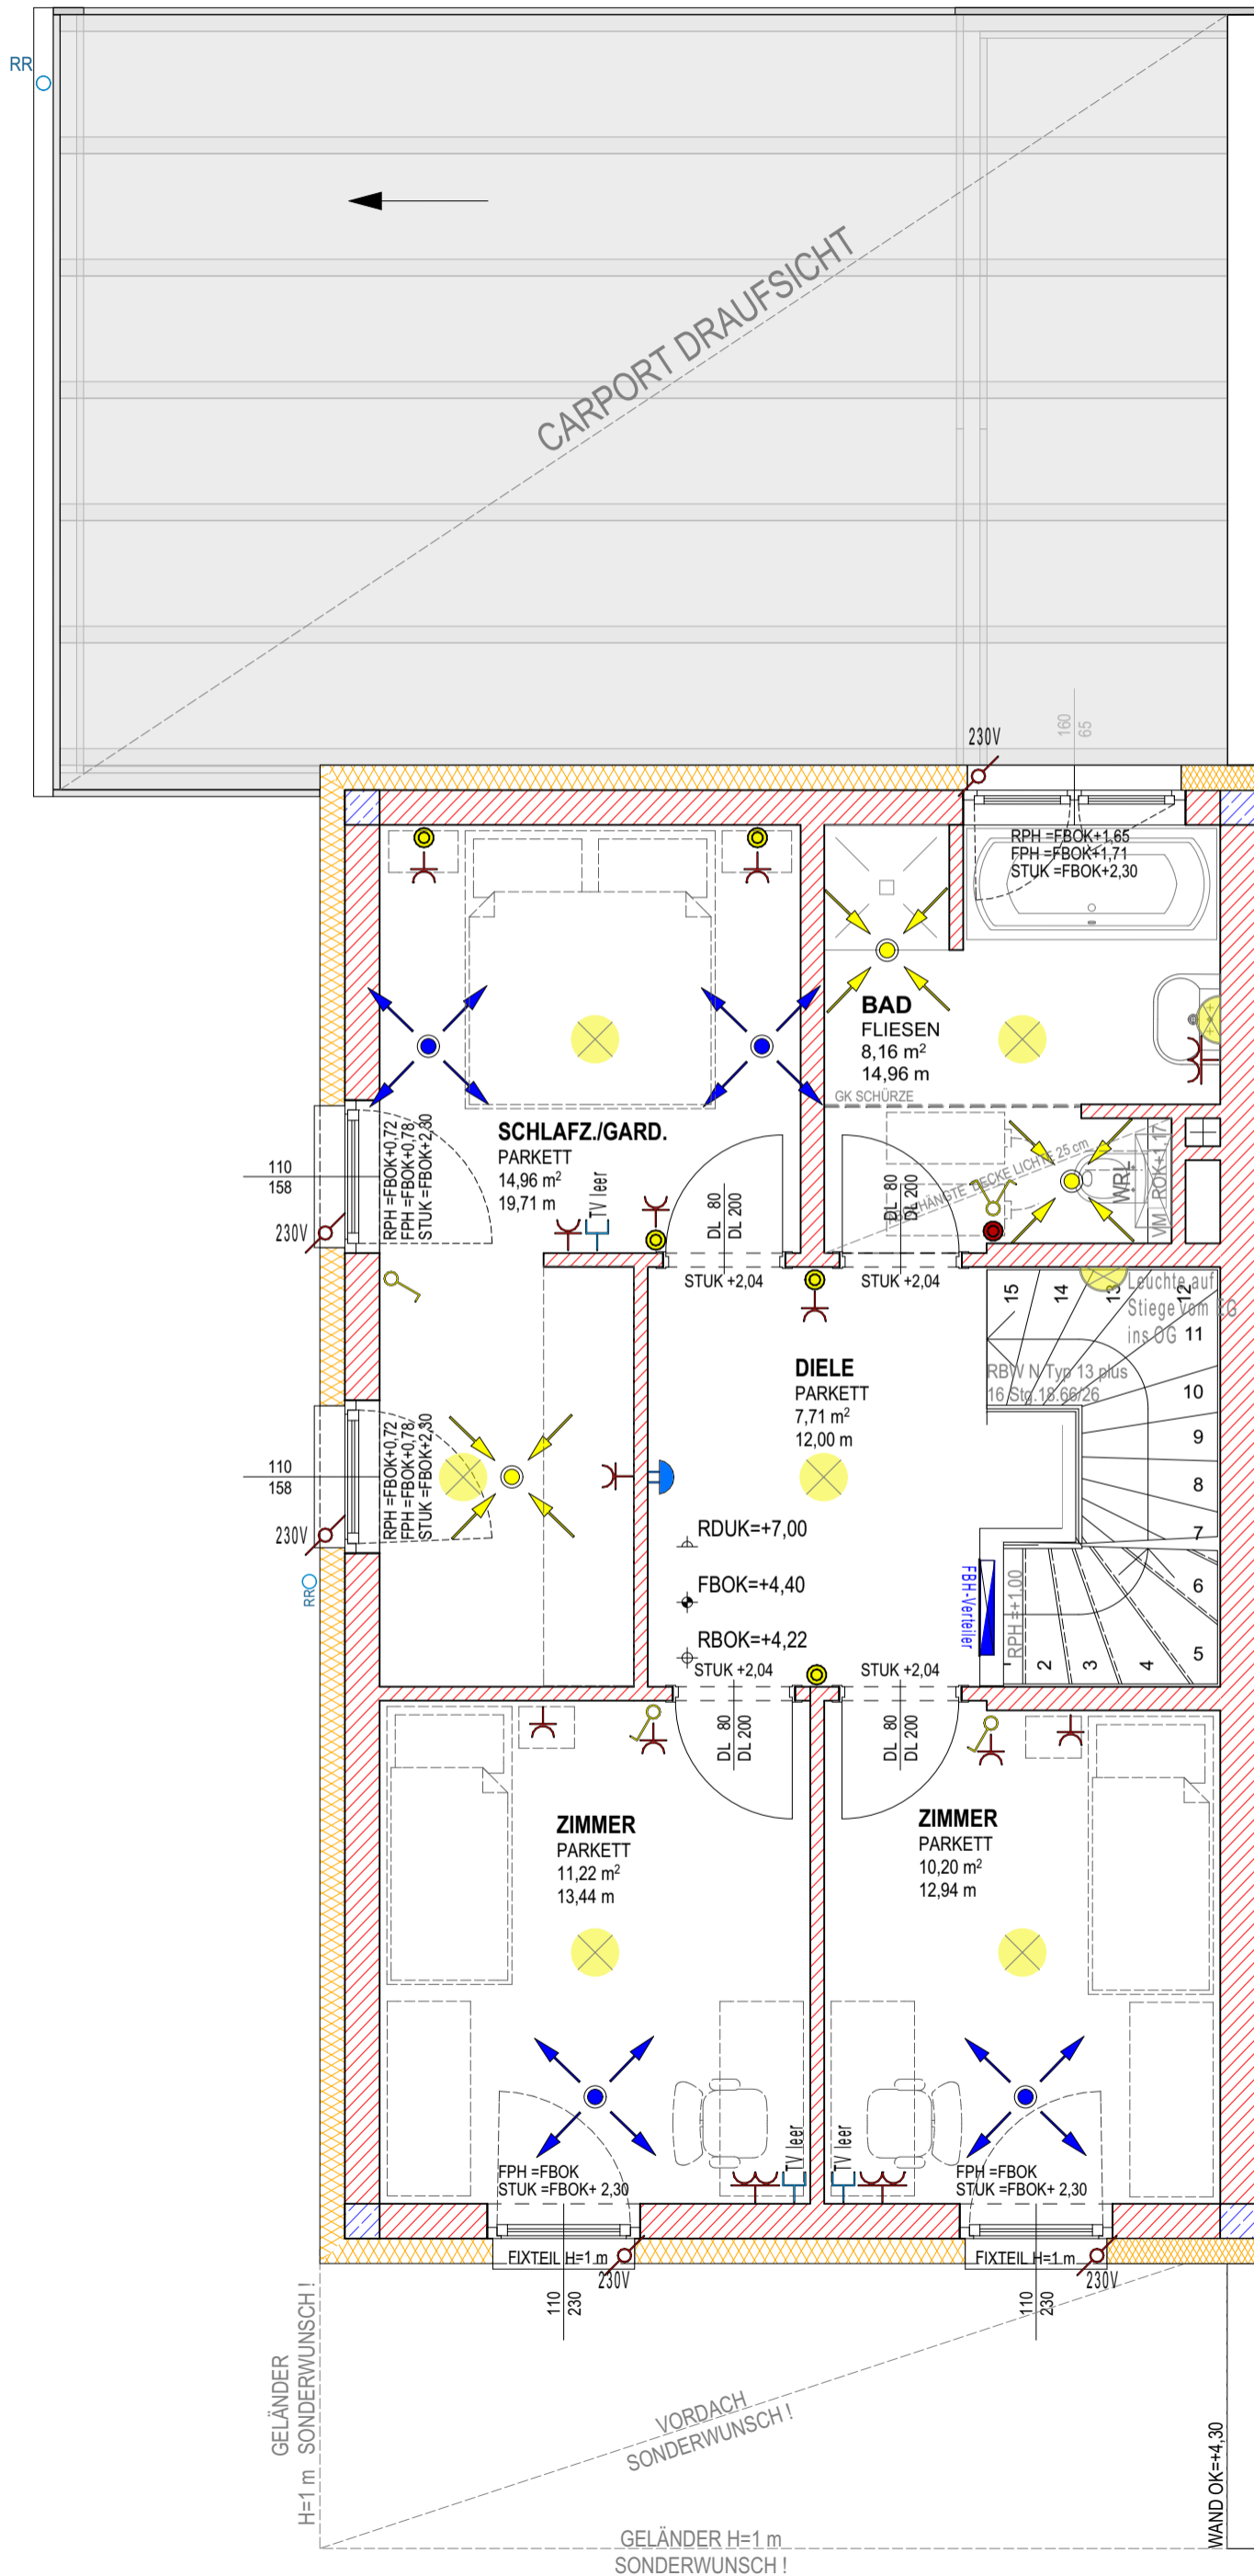 RR
CARPORT DRAUFSICHT
230V
160
65
RPH =FBOK+1,65
FPH =FBOK+1,71
STUK =FBOK+2,30
BAD
FLIESEN
8,16 m²
14,96 m
GK SCHÜRZE
SCHLAFZ./GARD.
PARKETT
14,96 m²
19,71 m
110
158
230V
RPH =FBOK+0,72
FPH =FBOK+0,78
STUK =FBOK+2,30
TV leer
DL 80
DL 200
STUK +2,04
DL 80
DL 200
STUK +2,04
DECKE LICHTE 25 cm
WRL
VM ROK+1,17
Leuchte auf
Stiege vom EG
ins OG
15
14
13
12
11
10
9
8
7
6
5
4
3
2
1
RBW N Typ 13 plus
16 Stg.18.66/26
DIELE
PARKETT
7,71 m²
12,00 m
110
158
230V
RPH =FBOK+0,72
FPH =FBOK+0,78
STUK =FBOK+2,30
RR
RDUK=+7,00
FBOK=+4,40
RBOK=+4,22
FBH-Verteiler
RPH =+1,00
STUK +2,04
DL 80
DL 200
STUK +2,04
DL 80
DL 200
ZIMMER
PARKETT
11,22 m²
13,44 m
ZIMMER
PARKETT
10,20 m²
12,94 m
TV leer
TV leer
FPH =FBOK
STUK =FBOK+ 2,30
FPH =FBOK
STUK =FBOK+ 2,30
FIXTEIL H=1 m
230V
110
230
FIXTEIL H=1 m
230V
110
230
GELÄNDER
H=1 m SONDERWUNSCH !
VORDACH
SONDERWUNSCH !
WAND OK=+4,30
GELÄNDER H=1 m
SONDERWUNSCH !